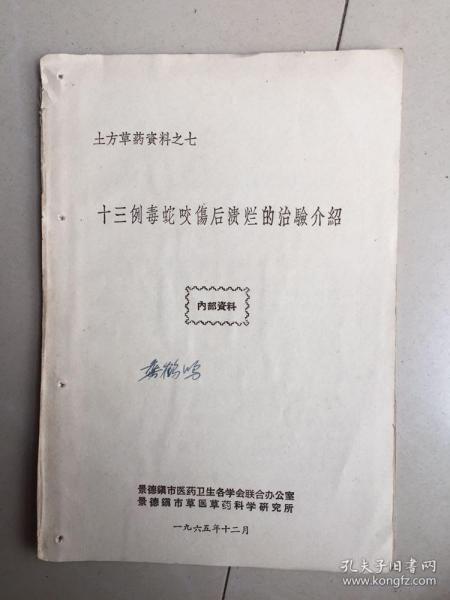 土方草药資料之七
十三例毒蛇咬傷后溃烂的治驗介紹
內部資料
景德鎭市医药卫生各学会联合办公室
景德鎭市草医草药科学研究所
一九六五年十二月
孔夫子旧书网
www.kongfz.com